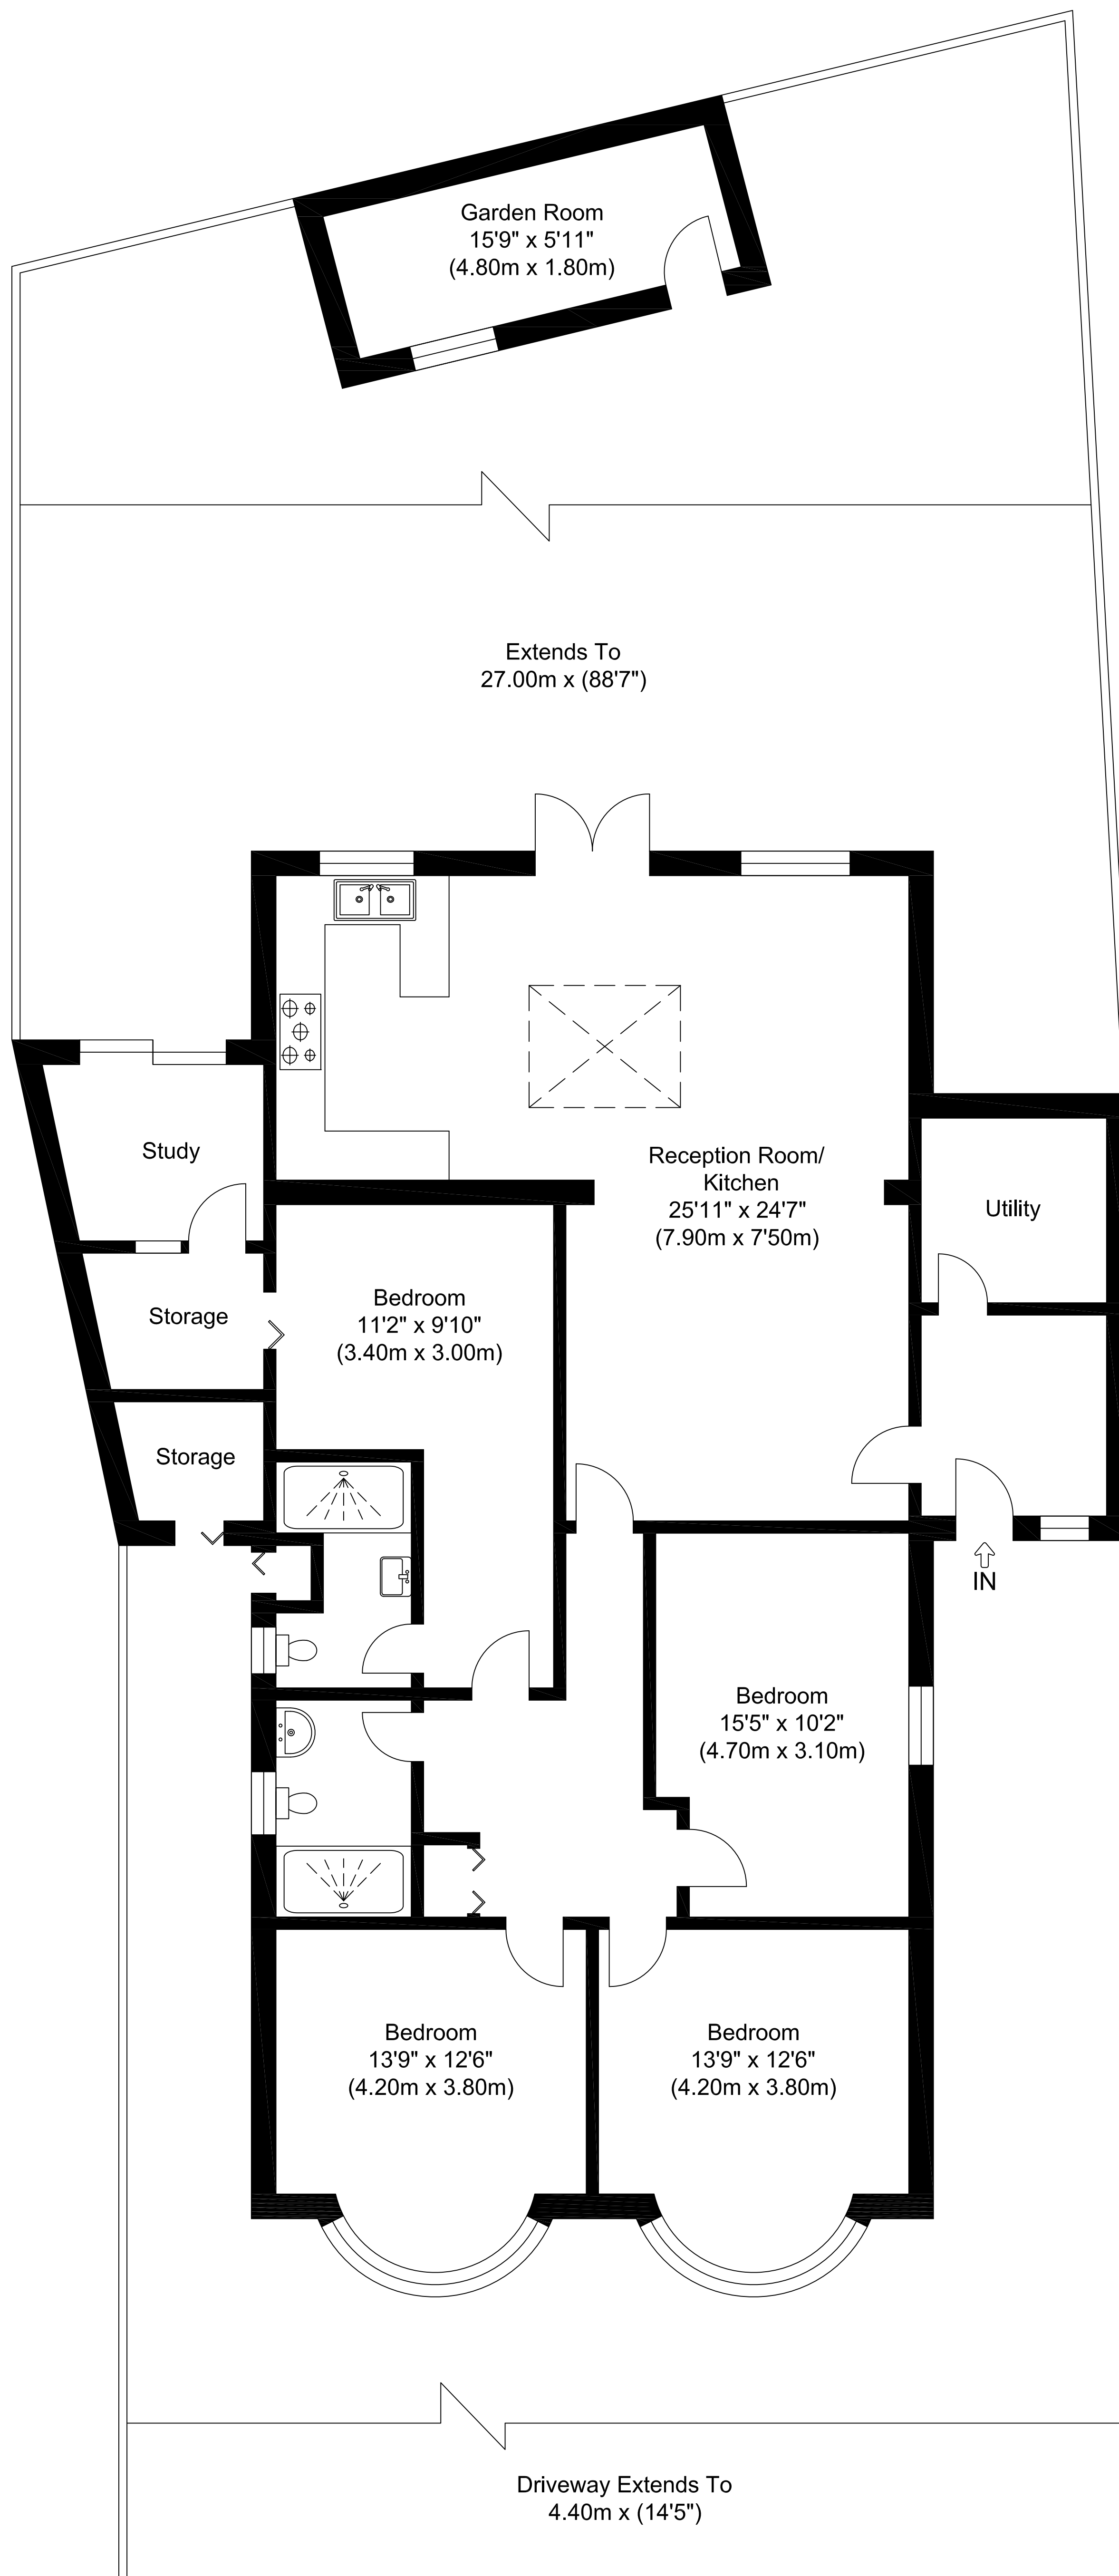 Garden Room
15'9" x 5'11"
(4.80m x 1.80m)
Extends To
27.00m x (88'7")
Study
Reception Room/
Kitchen
25'11" x 24'7"
(7.90m x 7'50m)
Utility
Storage
Bedroom
11'2" x 9'10"
(3.40m x 3.00m)
Storage
IN
Bedroom
15'5" x 10'2"
(4.70m x 3.10m)
Bedroom
13'9" x 12'6"
(4.20m x 3.80m)
Bedroom
13'9" x 12'6"
(4.20m x 3.80m)
Driveway Extends To
4.40m x (14'5")